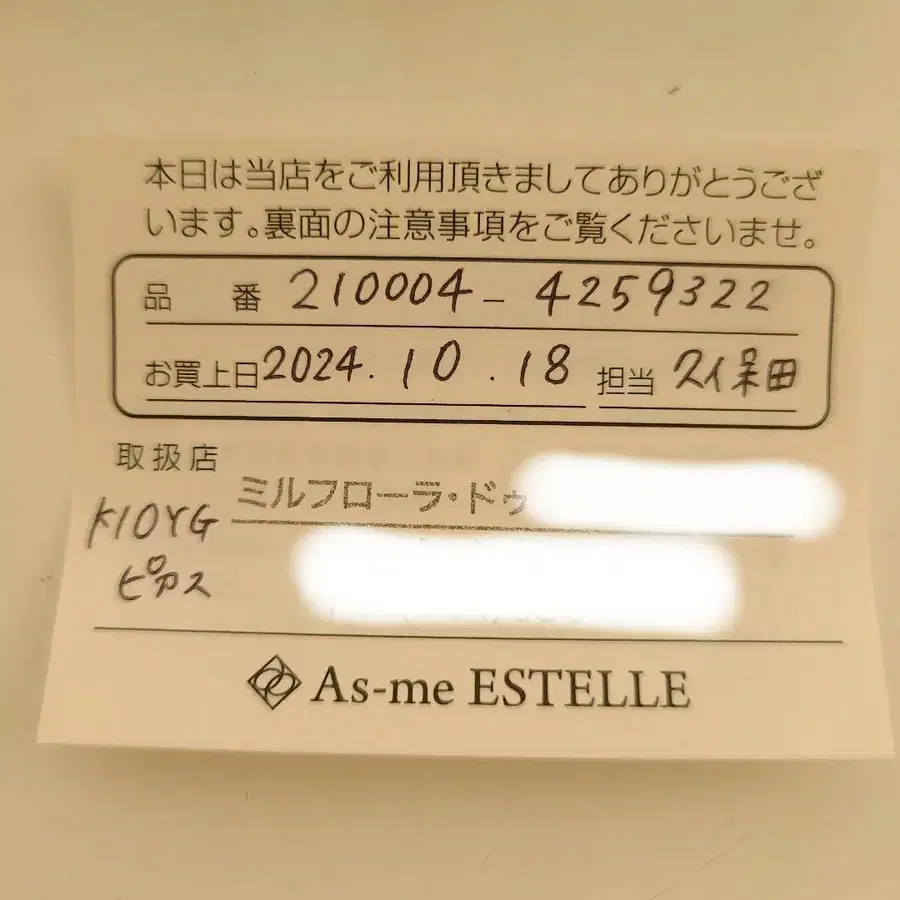 本日は当店をご利用頂きましてありがとうござ
います。裏面の注意事項をご覧くださいませ。
品 番 210004-4259322
お買上日 2024.10.18 担当 久保田
取扱店
ミルフローラ・ドゥ
K10YG
ピアス
As-me ESTELLE